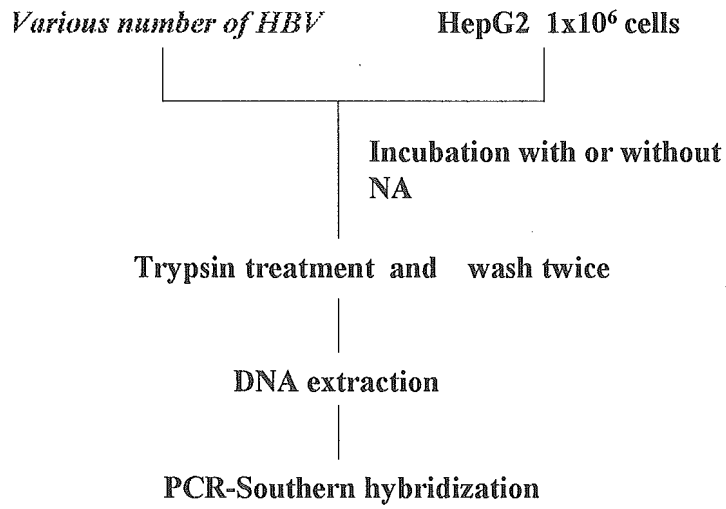 Various number of HBV HepG2 1x10⁶ cells
Incubation with or without
NA
Trypsin treatment and wash twice
DNA extraction
PCR-Southern hybridization